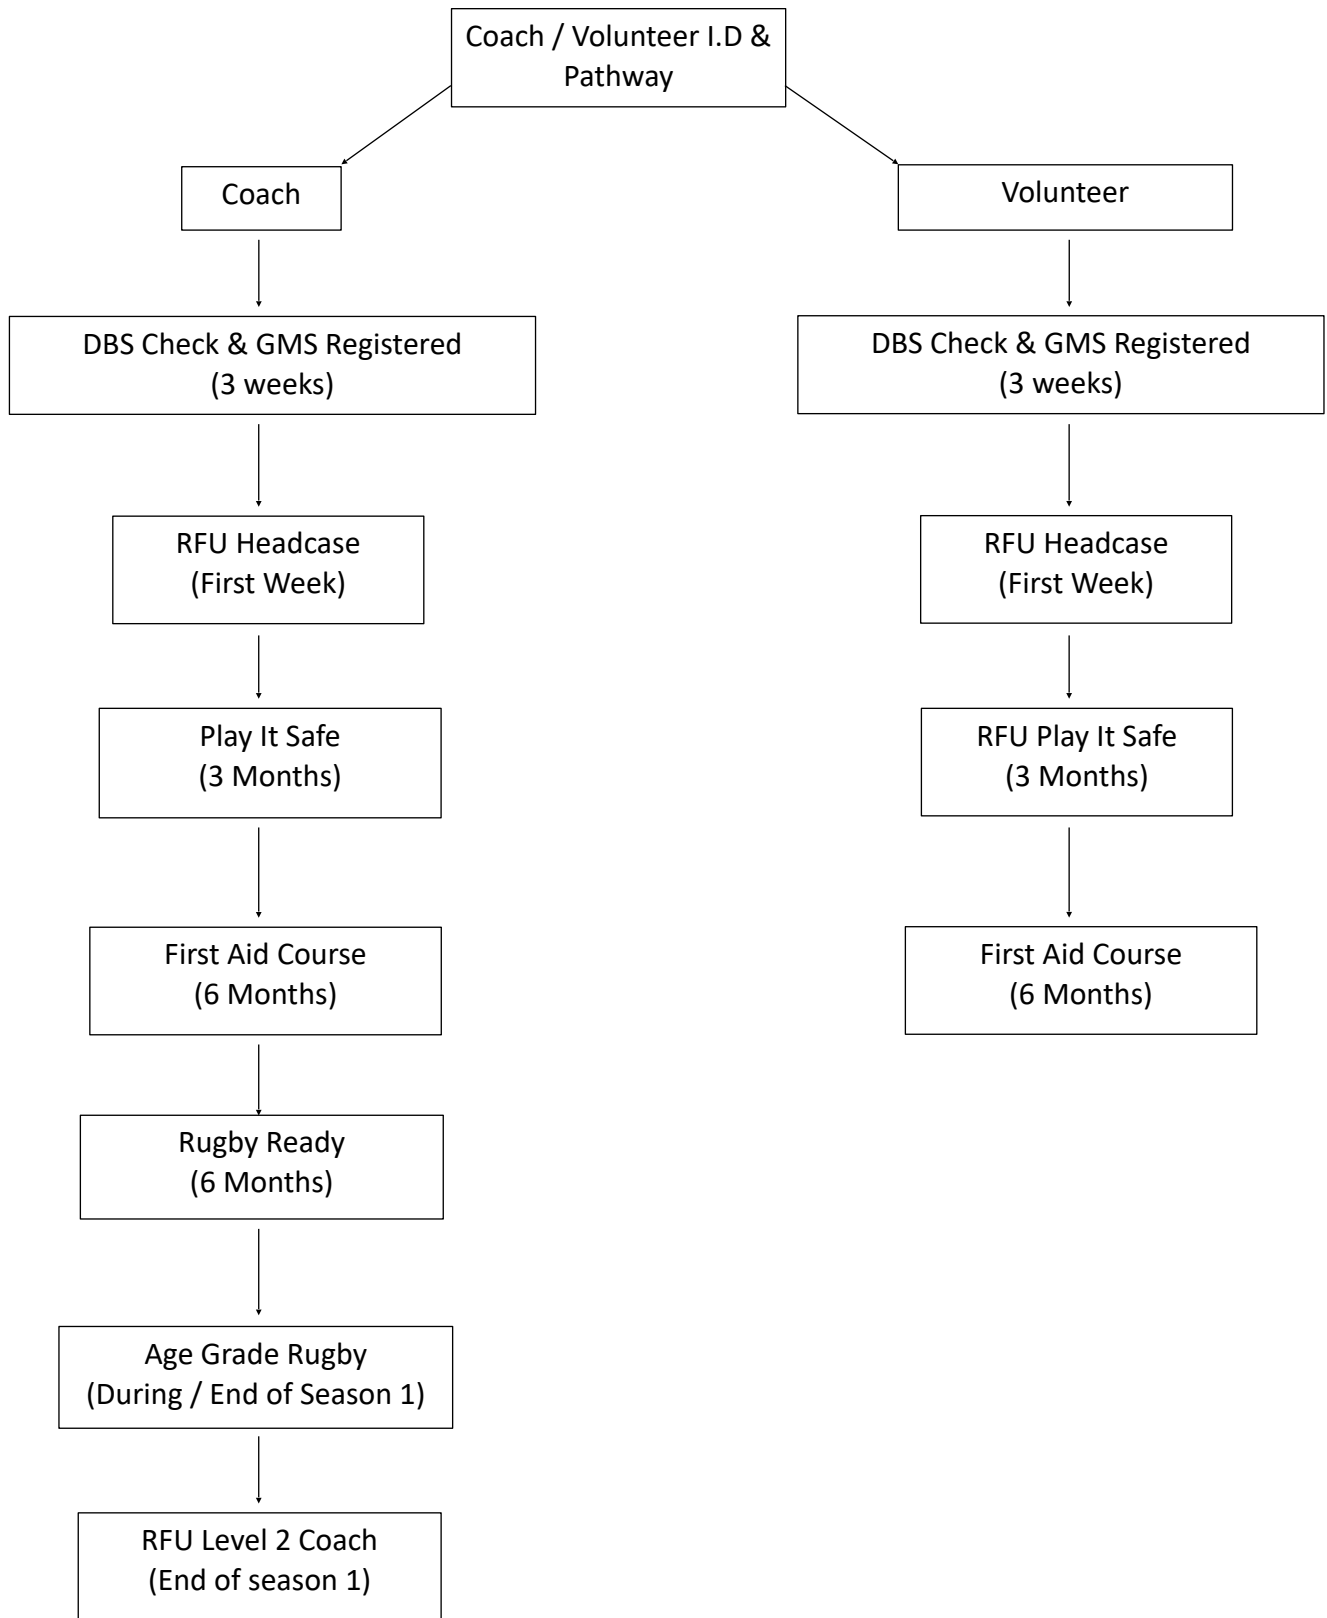 Coach / Volunteer I.D &
Pathway
Coach
Volunteer
DBS Check & GMS Registered
(3 weeks)
DBS Check & GMS Registered
(3 weeks)
RFU Headcase
(First Week)
RFU Headcase
(First Week)
Play It Safe
(3 Months)
RFU Play It Safe
(3 Months)
First Aid Course
(6 Months)
First Aid Course
(6 Months)
Rugby Ready
(6 Months)
Age Grade Rugby
(During / End of Season 1)
RFU Level 2 Coach
(End of season 1)